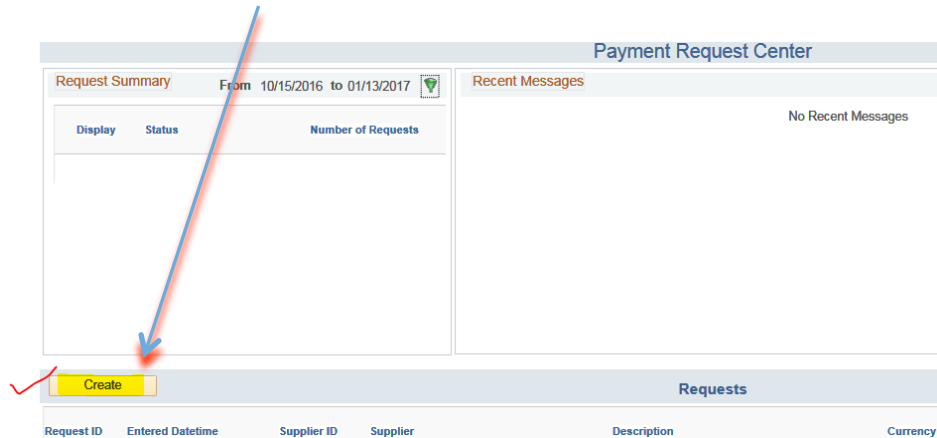 Payment Request Center
Request Summary From 10/15/2016 to 01/13/2017
Display Status Number of Requests
Recent Messages
No Recent Messages
Create
Requests
Request ID Entered Datetime Supplier ID Supplier Description Currency